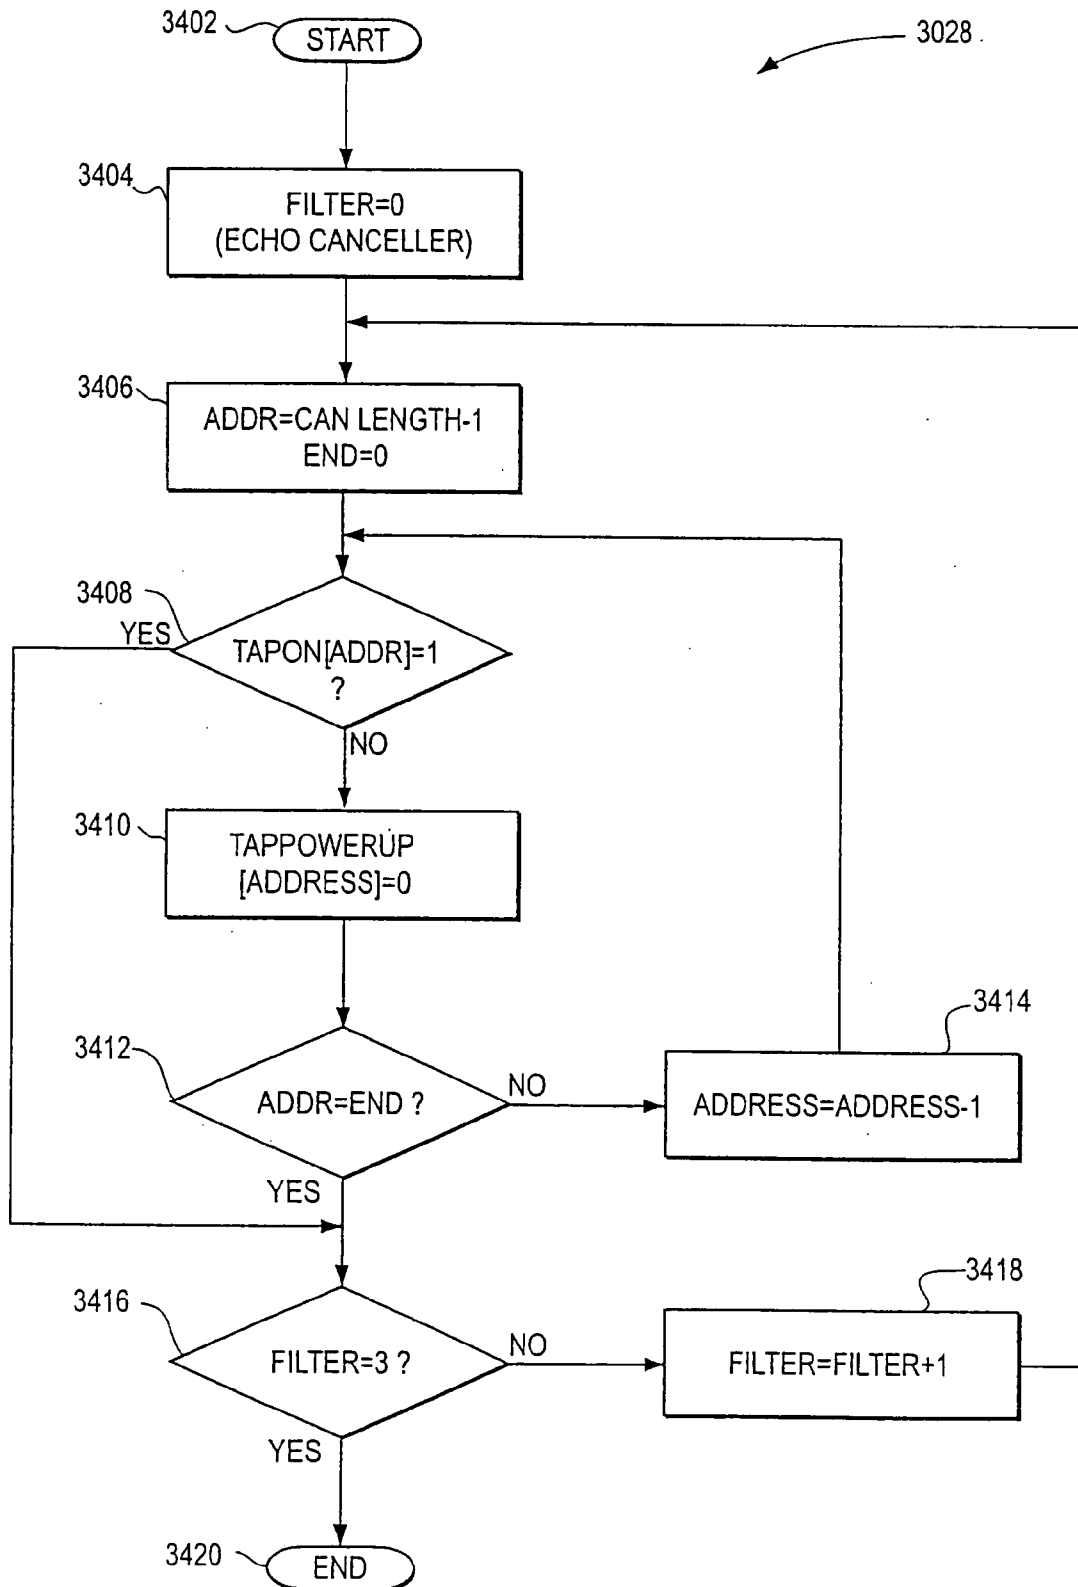 3402
START
3028
3404
FILTER=0
(ECHO CANCELLER)
3406
ADDR=CAN LENGTH-1
END=0
3408
YES
TAPON[ADDR]=1
?
NO
3410
TAPPOWERUP
[ADDRESS]=0
3412
ADDR=END ?
NO
3414
ADDRESS=ADDRESS-1
YES
3416
FILTER=3 ?
NO
3418
FILTER=FILTER+1
YES
3420
END